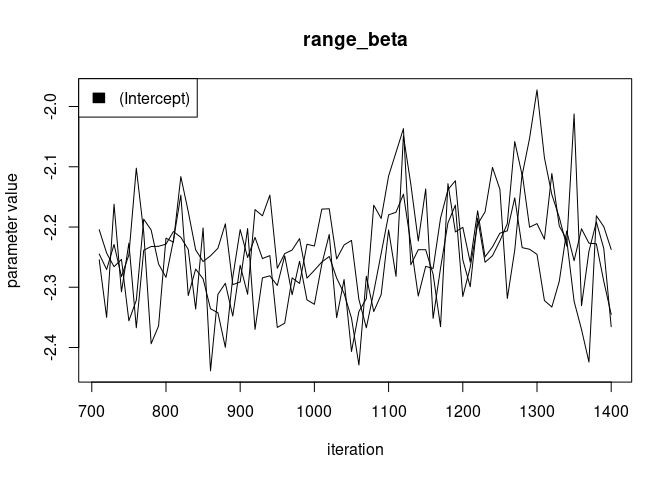 range_beta
(Intercept)
parameter value
-2.0
-2.1
-2.2
-2.3
-2.4
700 800 900 1000 1100 1200 1300 1400
iteration